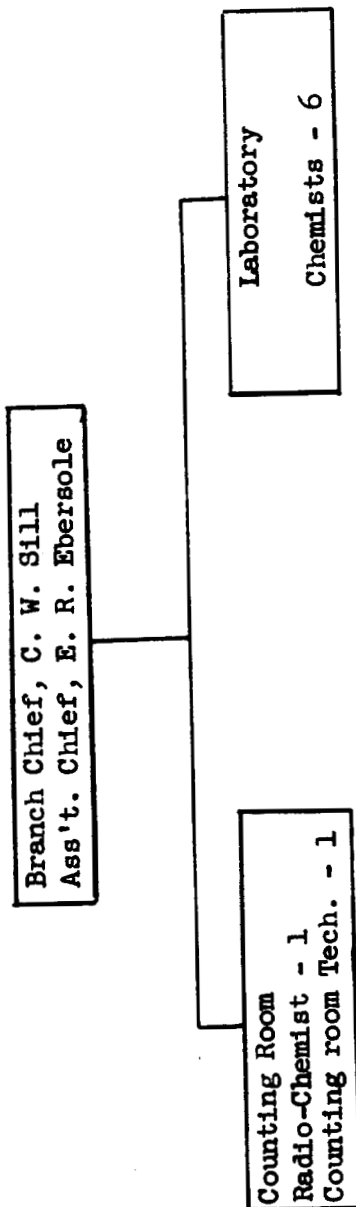 Branch Chief, C. W. Sill
Ass't. Chief, E. R. Ebersole
Counting Room
Radio-Chemist - 1
Counting room Tech. - 1
Laboratory
Chemists - 6